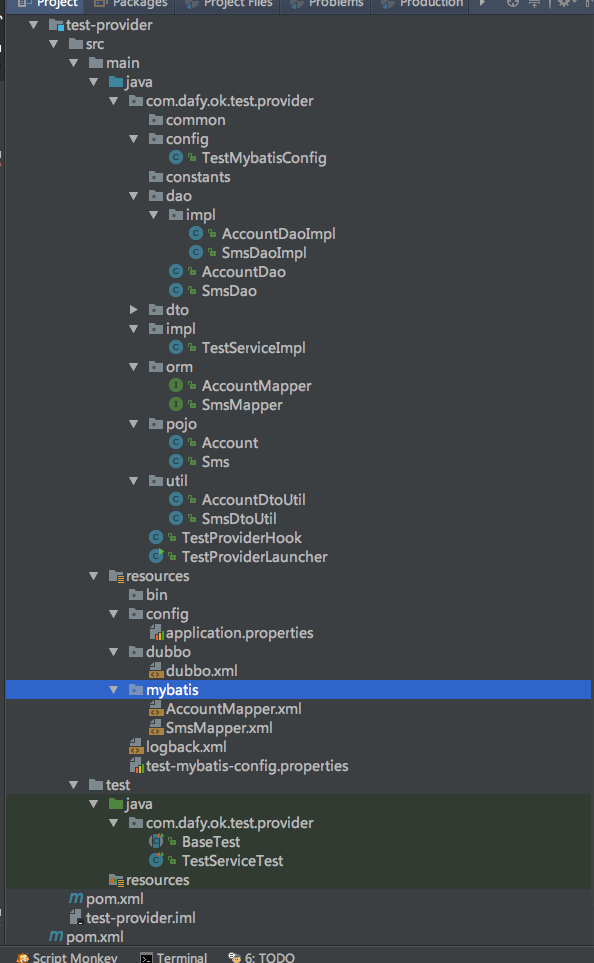 Project Packages Project Files Problems Production
test-provider
src
main
java
com.dafy.ok.test.provider
common
config
TestMybatisConfig
constants
dao
impl
AccountDaoImpl
SmsDaoImpl
AccountDao
SmsDao
dto
impl
TestServiceImpl
orm
AccountMapper
SmsMapper
pojo
Account
Sms
util
AccountDtoUtil
SmsDtoUtil
TestProviderHook
TestProviderLauncher
resources
bin
config
application.properties
dubbo
dubbo.xml
mybatis
AccountMapper.xml
SmsMapper.xml
logback.xml
test-mybatis-config.properties
test
java
com.dafy.ok.test.provider
BaseTest
TestServiceTest
resources
pom.xml
test-provider.iml
pom.xml
Script Monkey Terminal 6: TODO